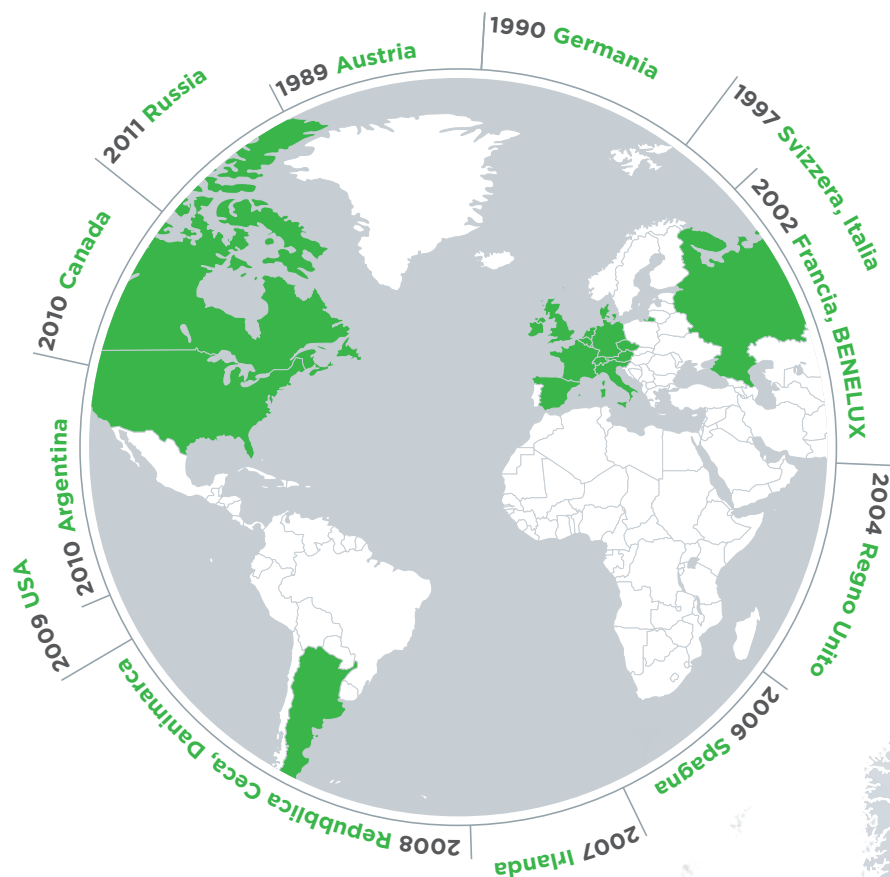 1989 Austria
1990 Germania
1997 Svizzera, Italia
2002 Francia, BENELUX
2004 Regno Unito
2006 Spagna
2007 Irlanda
2008 Repubblica Ceca, Danimarca
2009 USA
2010 Argentina
2010 Canada
2011 Russia